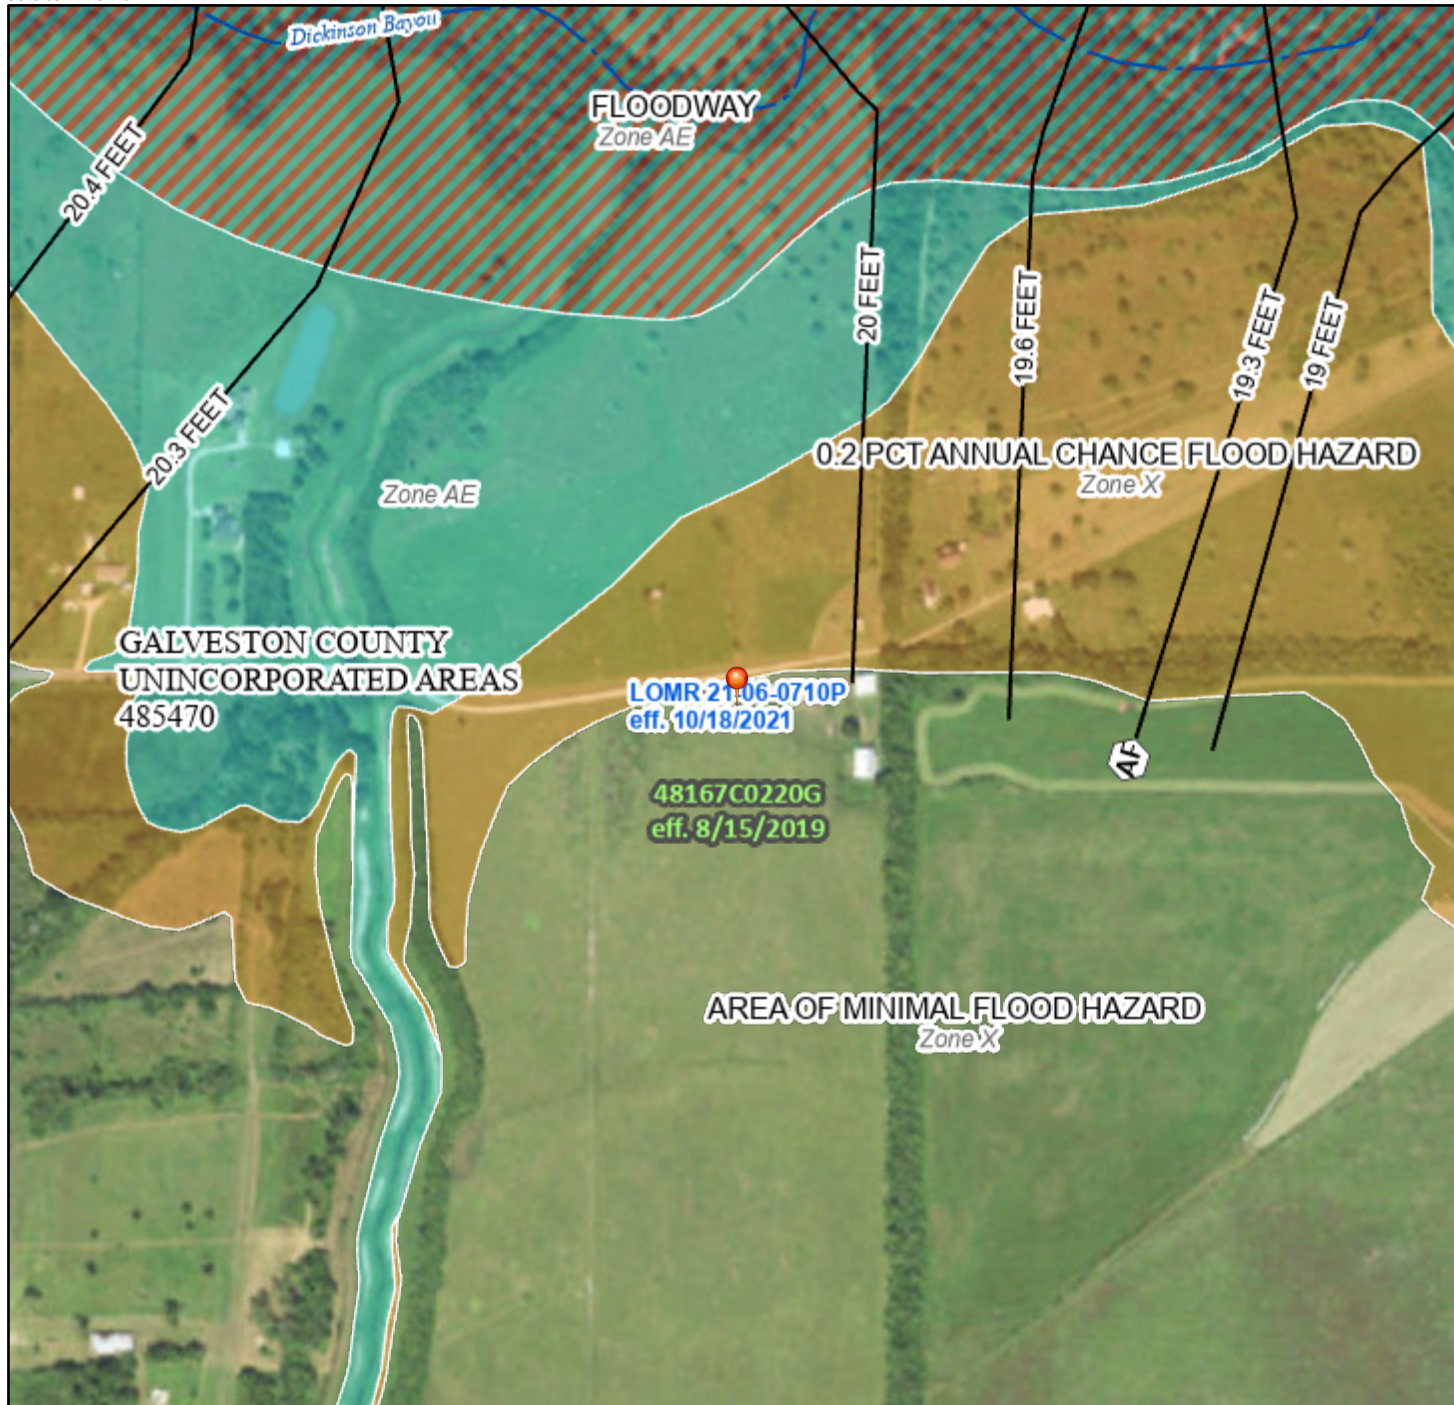 Dickinson Bayou
FLOODWAY
Zone AE
20.4 FEET
20.3 FEET
20 FEET
19.6 FEET
19.3 FEET
19 FEET
0.2 PCT ANNUAL CHANCE FLOOD HAZARD
Zone X
Zone AE
GALVESTON COUNTY
UNINCORPORATED AREAS
485470
LOMR 21-06-0710P
eff. 10/18/2021
AF
48167C0220G
eff. 8/15/2019
AREA OF MINIMAL FLOOD HAZARD
Zone X